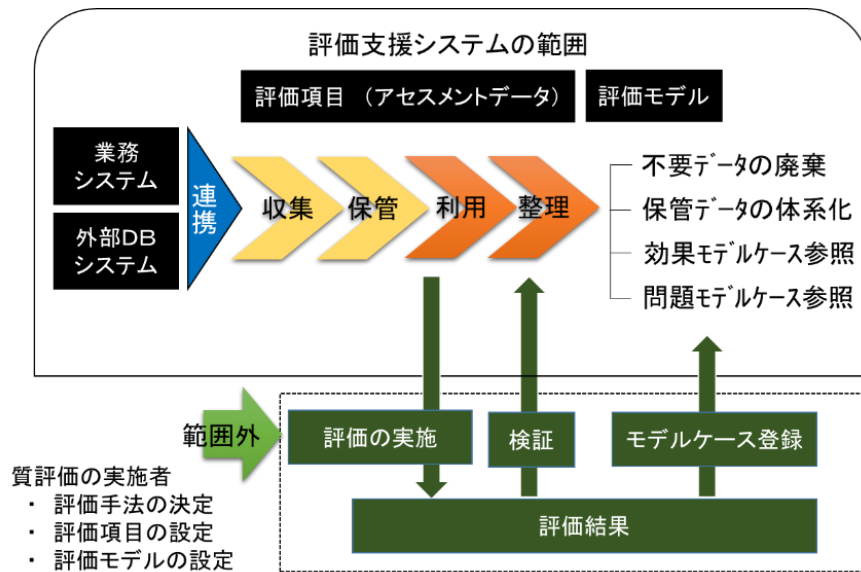 評価支援システムの範囲
評価項目 （アセスメントデータ）
評価モデル
業務
システム
外部DB
システム
連携
収集
保管
利用
整理
不要データの廃棄
保管データの体系化
効果ﾓﾃﾞﾙケース参照
問題ﾓﾃﾞﾙケース参照
範囲外
評価の実施
検証
モデルケース登録
評価結果
質評価の実施者
・ 評価手法の決定
・ 評価項目の設定
・ 評価モデルの設定